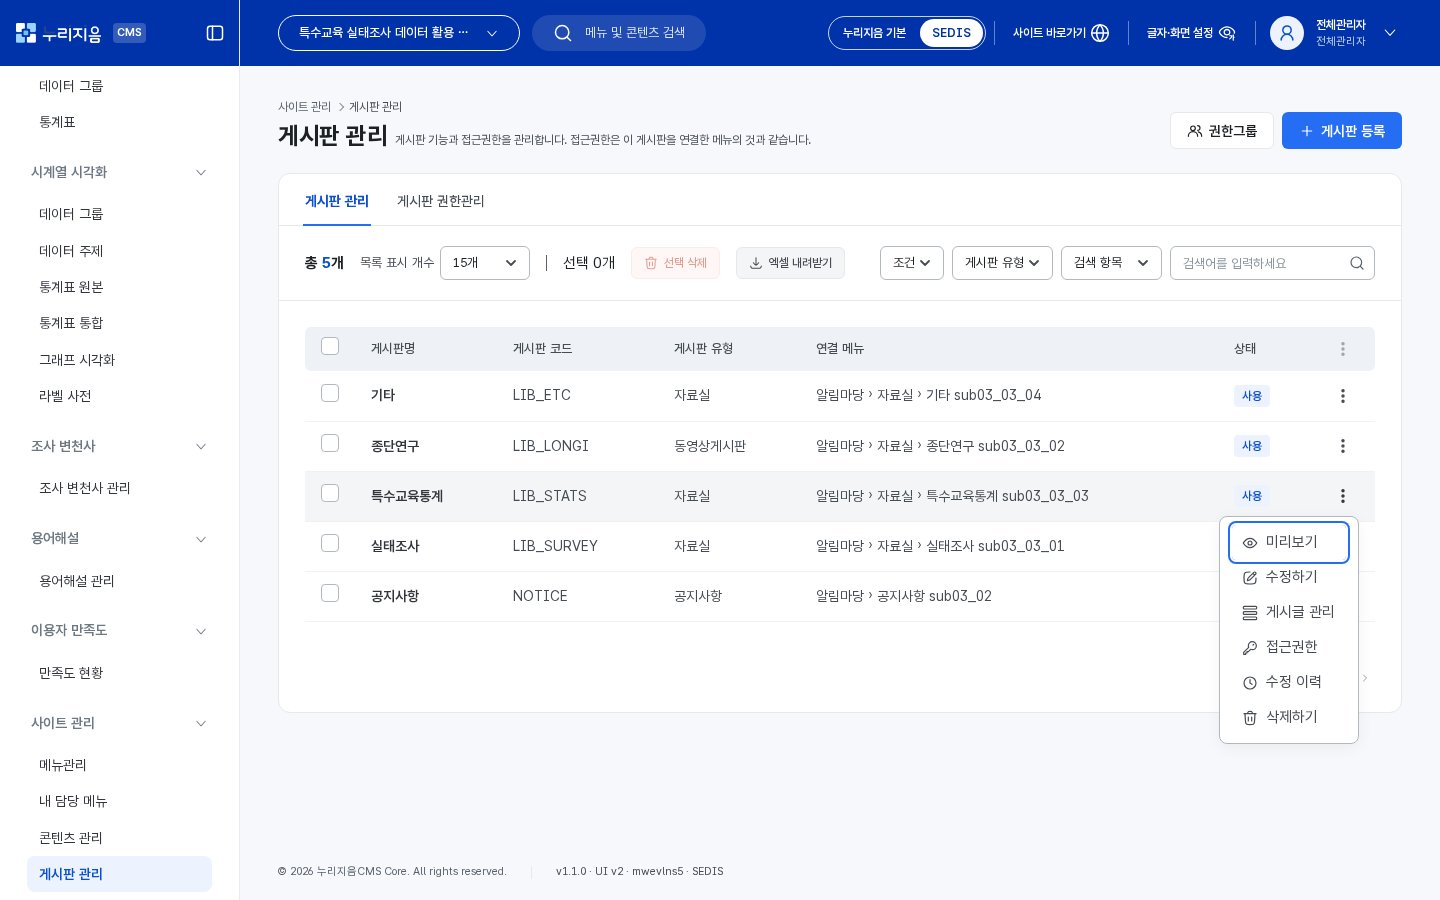 누리지음 CMS
특수교육 실태조사 데이터 활용 ···
메뉴 및 콘텐츠 검색
누리지음 기본 SEDIS
사이트 바로가기
글자·화면 설정
전체관리자
전체관리자
데이터 그룹
통계표
시계열 시각화
데이터 그룹
데이터 주제
통계표 원본
통계표 통합
그래프 시각화
라벨 사전
조사 변천사
조사 변천사 관리
용어해설
용어해설 관리
이용자 만족도
만족도 현황
사이트 관리
메뉴관리
내 담당 메뉴
콘텐츠 관리
게시판 관리
사이트 관리 > 게시판 관리
게시판 관리 게시판 기능과 접근권한을 관리합니다. 접근권한은 이 게시판을 연결한 메뉴의 것과 같습니다.
권한그룹
게시판 등록
게시판 관리 게시판 권한관리
총 5개 목록 표시 개수 15개 선택 0개 선택 삭제 엑셀 내려받기 조건 게시판 유형 검색 항목 검색어를 입력하세요
게시판명 게시판 코드 게시판 유형 연결 메뉴 상태
기타 LIB_ETC 자료실 알림마당 › 자료실 › 기타 sub03_03_04 사용
종단연구 LIB_LONGI 동영상게시판 알림마당 › 자료실 › 종단연구 sub03_03_02 사용
특수교육통계 LIB_STATS 자료실 알림마당 › 자료실 › 특수교육통계 sub03_03_03 사용
실태조사 LIB_SURVEY 자료실 알림마당 › 자료실 › 실태조사 sub03_03_01
공지사항 NOTICE 공지사항 알림마당 › 공지사항 sub03_02
미리보기
수정하기
게시글 관리
접근권한
수정 이력
삭제하기
© 2026 누리지음CMS Core. All rights reserved.
v1.1.0 · UI v2 · mwevlns5 · SEDIS